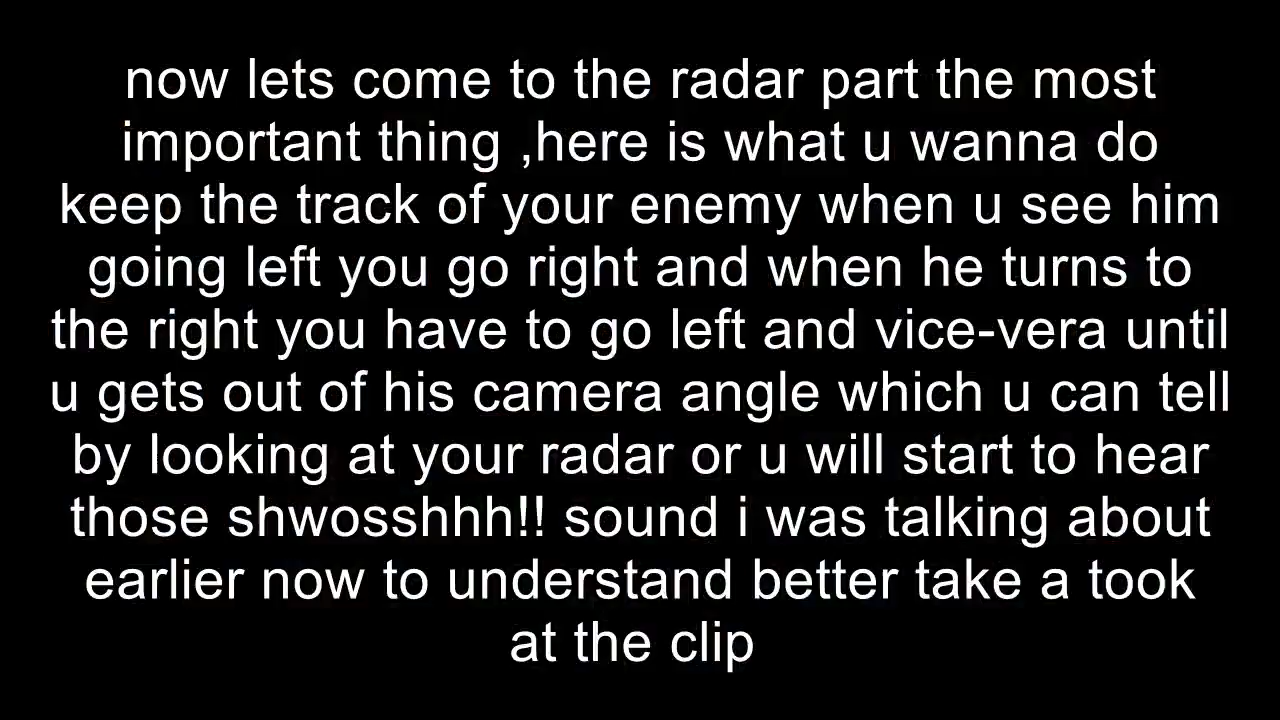 now lets come to the radar part the most
important thing ,here is what u wanna do
keep the track of your enemy when u see him
going left you go right and when he turns to
the right you have to go left and vice-vera until
u gets out of his camera angle which u can tell
by looking at your radar or u will start to hear
those shwosshhh!! sound i was talking about
earlier now to understand better take a took
at the clip